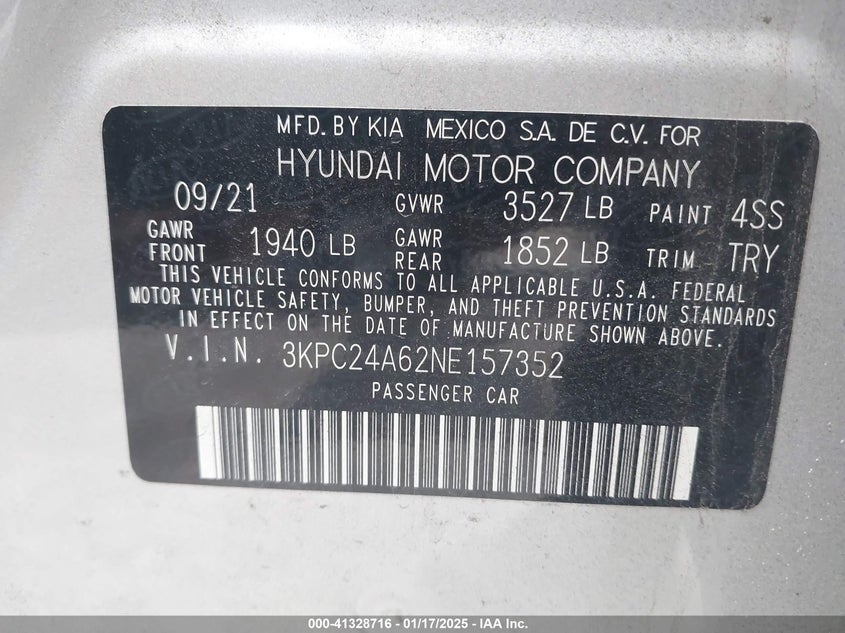 MFD. BY KIA MEXICO S.A. DE C.V. FOR
HYUNDAI MOTOR COMPANY
09/21 GVWR 3527 LB PAINT 4SS
GAWR FRONT 1940 LB GAWR REAR 1852 LB TRIM TRY
THIS VEHICLE CONFORMS TO ALL APPLICABLE U.S.A. FEDERAL
MOTOR VEHICLE SAFETY, BUMPER, AND THEFT PREVENTION STANDARDS
IN EFFECT ON THE DATE OF MANUFACTURE SHOWN ABOVE.
V.I.N. 3KPC24A62NE157352
PASSENGER CAR
000-41328716 - 01/17/2025 - IAA Inc.